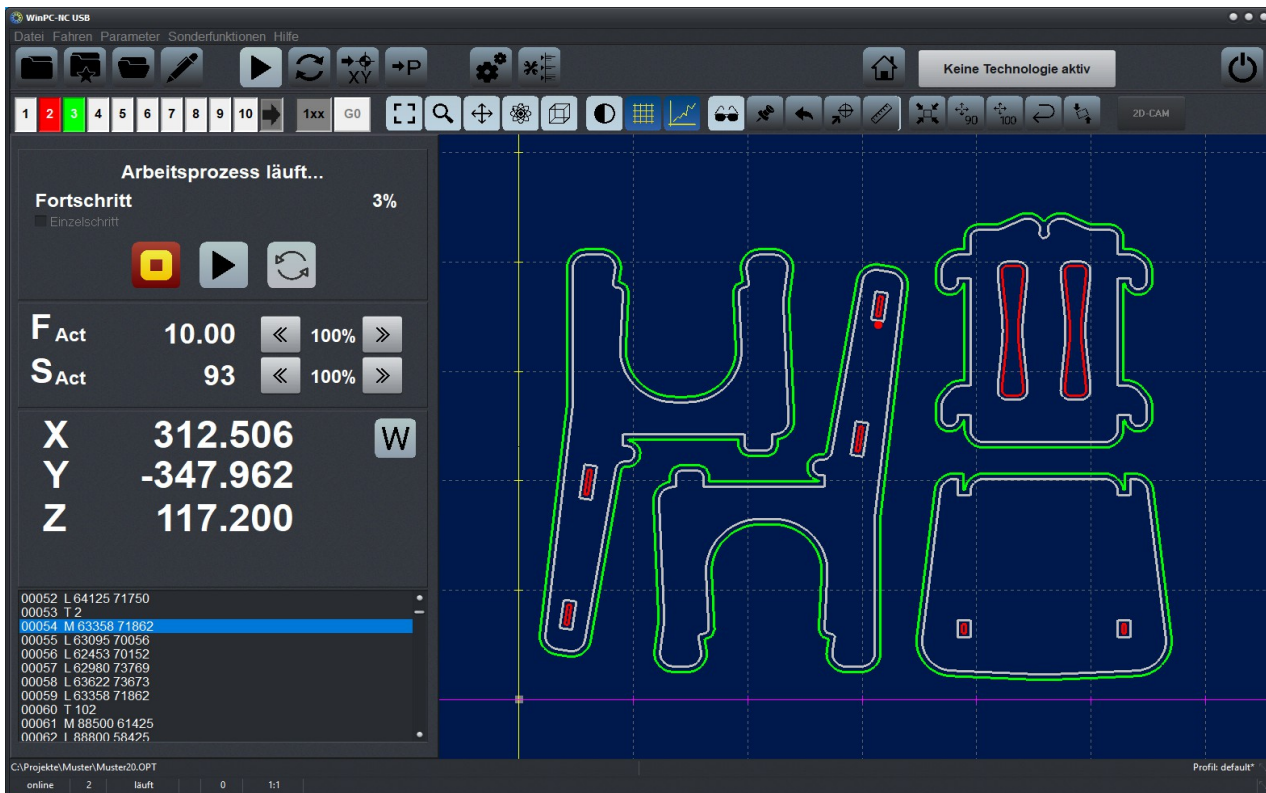 WinPC-NC USB
Datei Fahren Parameter Sonderfunktionen Hilfe
XY P Keine Technologie aktiv
1 2 3 4 5 6 7 8 9 10 1xx G0 90 100 2D-CAM
Arbeitsprozess läuft...
Fortschritt 3%
Einzelschritt
F Act 10.00 100%
S Act 93 100%
X 312.506 W
Y -347.962
Z 117.200
00052 L 64125 71750
00053 T 2
00054 M 63358 71862
00055 L 63095 70056
00056 L 62453 70152
00057 L 62980 73769
00058 L 63622 73673
00059 L 63358 71862
00060 T 102
00061 M 88500 61425
00062 L 88800 58425
C:\Projekte\Muster\Muster20.OPT Profil: default*
online 2 läuft 0 1:1